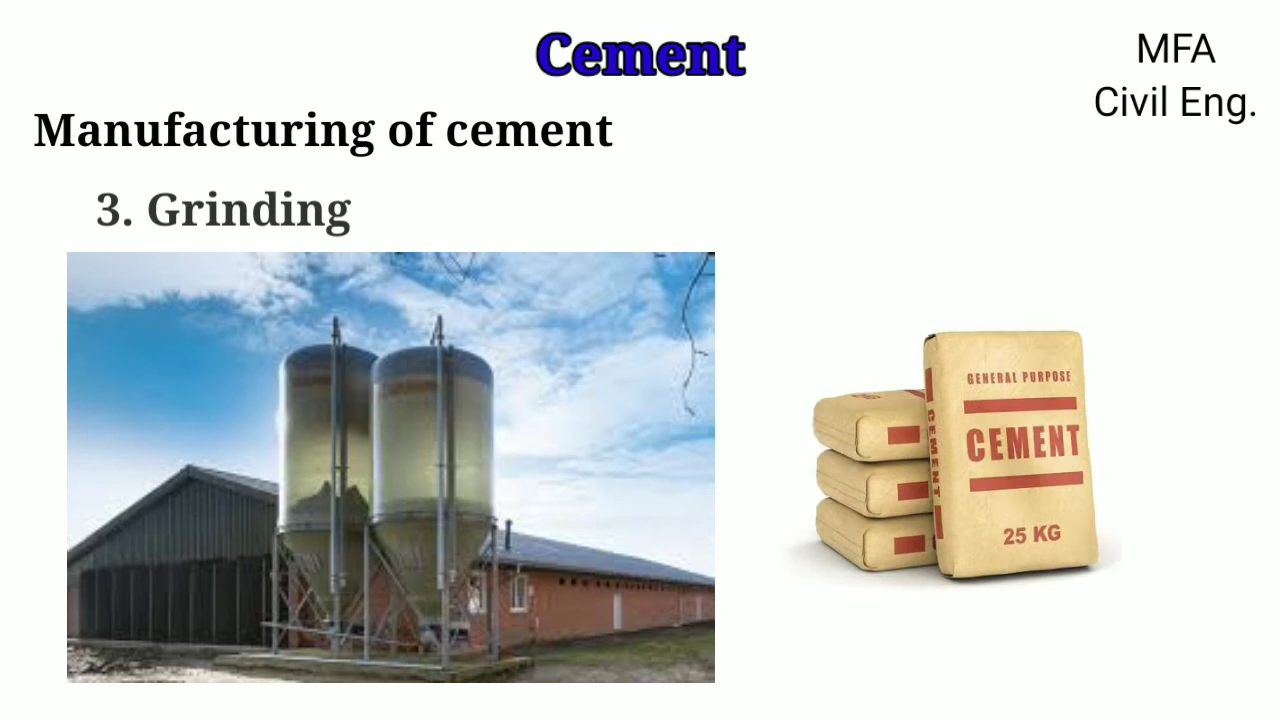 Cement
MFA
Civil Eng.
Manufacturing of cement
3. Grinding
GENERAL PURPOSE
CEMENT
25 KG
CEMENT